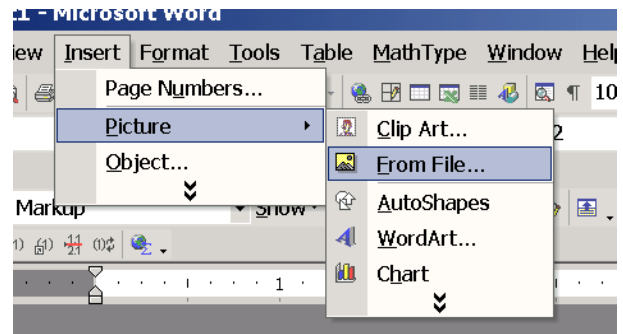 - Microsoft Word
iew Insert Format Tools Table MathType Window Help
Page Numbers... 10
Picture Clip Art... 2
Object... From File...
Markup Show AutoShapes
WordArt...
1 Chart